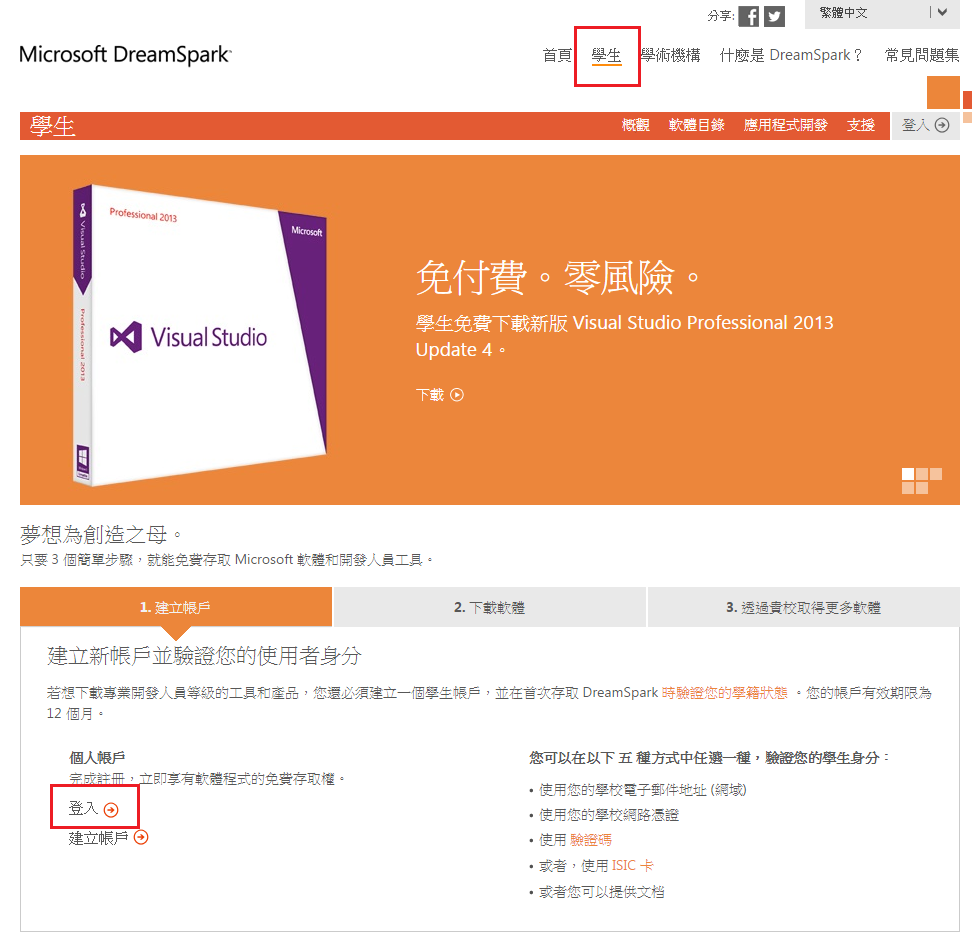 分享:
繁體中文
Microsoft DreamSpark
首頁 學生 學術機構 什麼是 DreamSpark？ 常見問題集
學生
概觀 軟體目錄 應用程式開發 支援 登入
Professional 2013
Microsoft
Visual Studio
Professional 2013
Visual Studio
免付費。零風險。
學生免費下載新版 Visual Studio Professional 2013
Update 4。
下載
夢想為創造之母。
只要 3 個簡單步驟，就能免費存取 Microsoft 軟體和開發人員工具。
1. 建立帳戶
2. 下載軟體
3. 透過貴校取得更多軟體
建立新帳戶並驗證您的使用者身分
若想下載專業開發人員等級的工具和產品，您還必須建立一個學生帳戶，並在首次存取 DreamSpark 時驗證您的學籍狀態 。您的帳戶有效期限為
12 個月。
個人帳戶
完成註冊，立即享有軟體程式的免費存取權。
登入
建立帳戶
您可以在以下 五 種方式中任選一種，驗證您的學生身分：
• 使用您的學校電子郵件地址 (網域)
• 使用您的學校網路憑證
• 使用 驗證碼
• 或者，使用 ISIC 卡
• 或者您可以提供文档